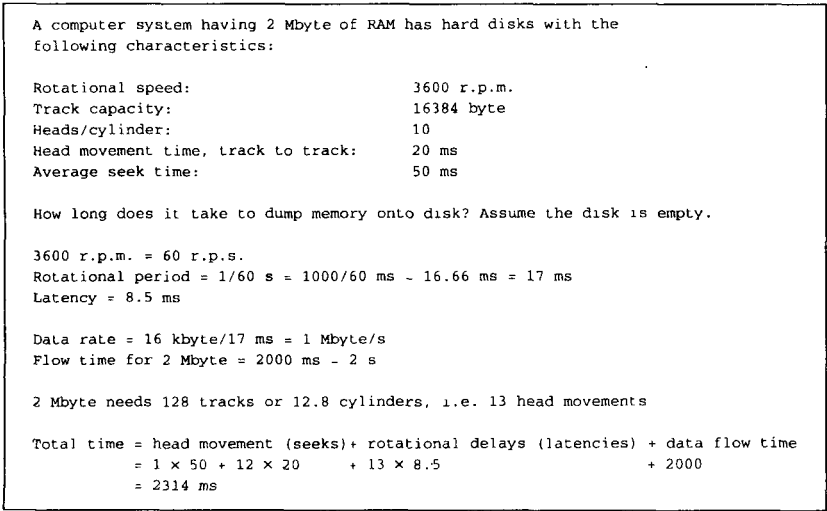 A computer system having 2 Mbyte of RAM has hard disks with the
following characteristics:
Rotational speed: 3600 r.p.m.
Track capacity: 16384 byte
Heads/cylinder: 10
Head movement time, track to track: 20 ms
Average seek time: 50 ms
How long does it take to dump memory onto disk? Assume the disk is empty.
3600 r.p.m. = 60 r.p.s.
Rotational period = 1/60 s = 1000/60 ms - 16.66 ms = 17 ms
Latency = 8.5 ms
Data rate = 16 kbyte/17 ms = 1 Mbyte/s
Flow time for 2 Mbyte = 2000 ms - 2 s
2 Mbyte needs 128 tracks or 12.8 cylinders, i.e. 13 head movements
Total time = head movement (seeks)+ rotational delays (latencies) + data flow time
= 1 × 50 + 12 × 20 + 13 × 8.5 + 2000
= 2314 ms